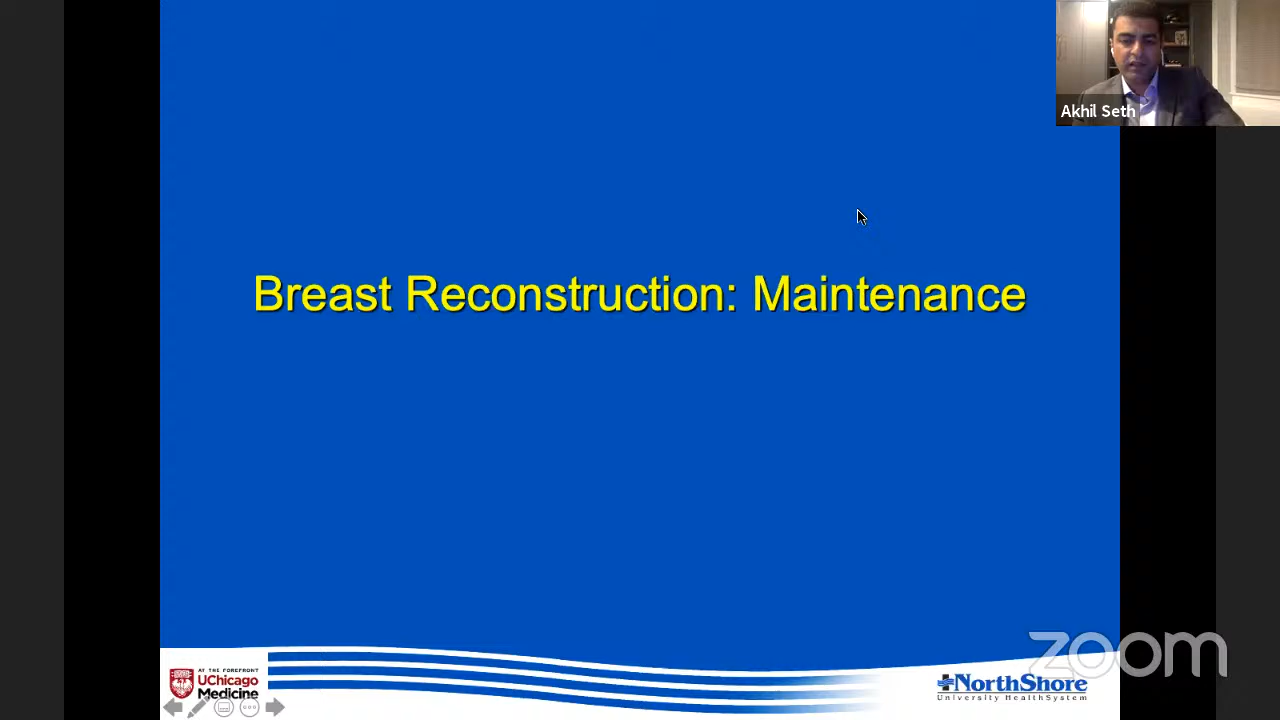 Akhil Seth
Breast Reconstruction: Maintenance
zoom
AT THE FOREFRONT
UChicago
Medicine
NorthShore
University HealthSystem